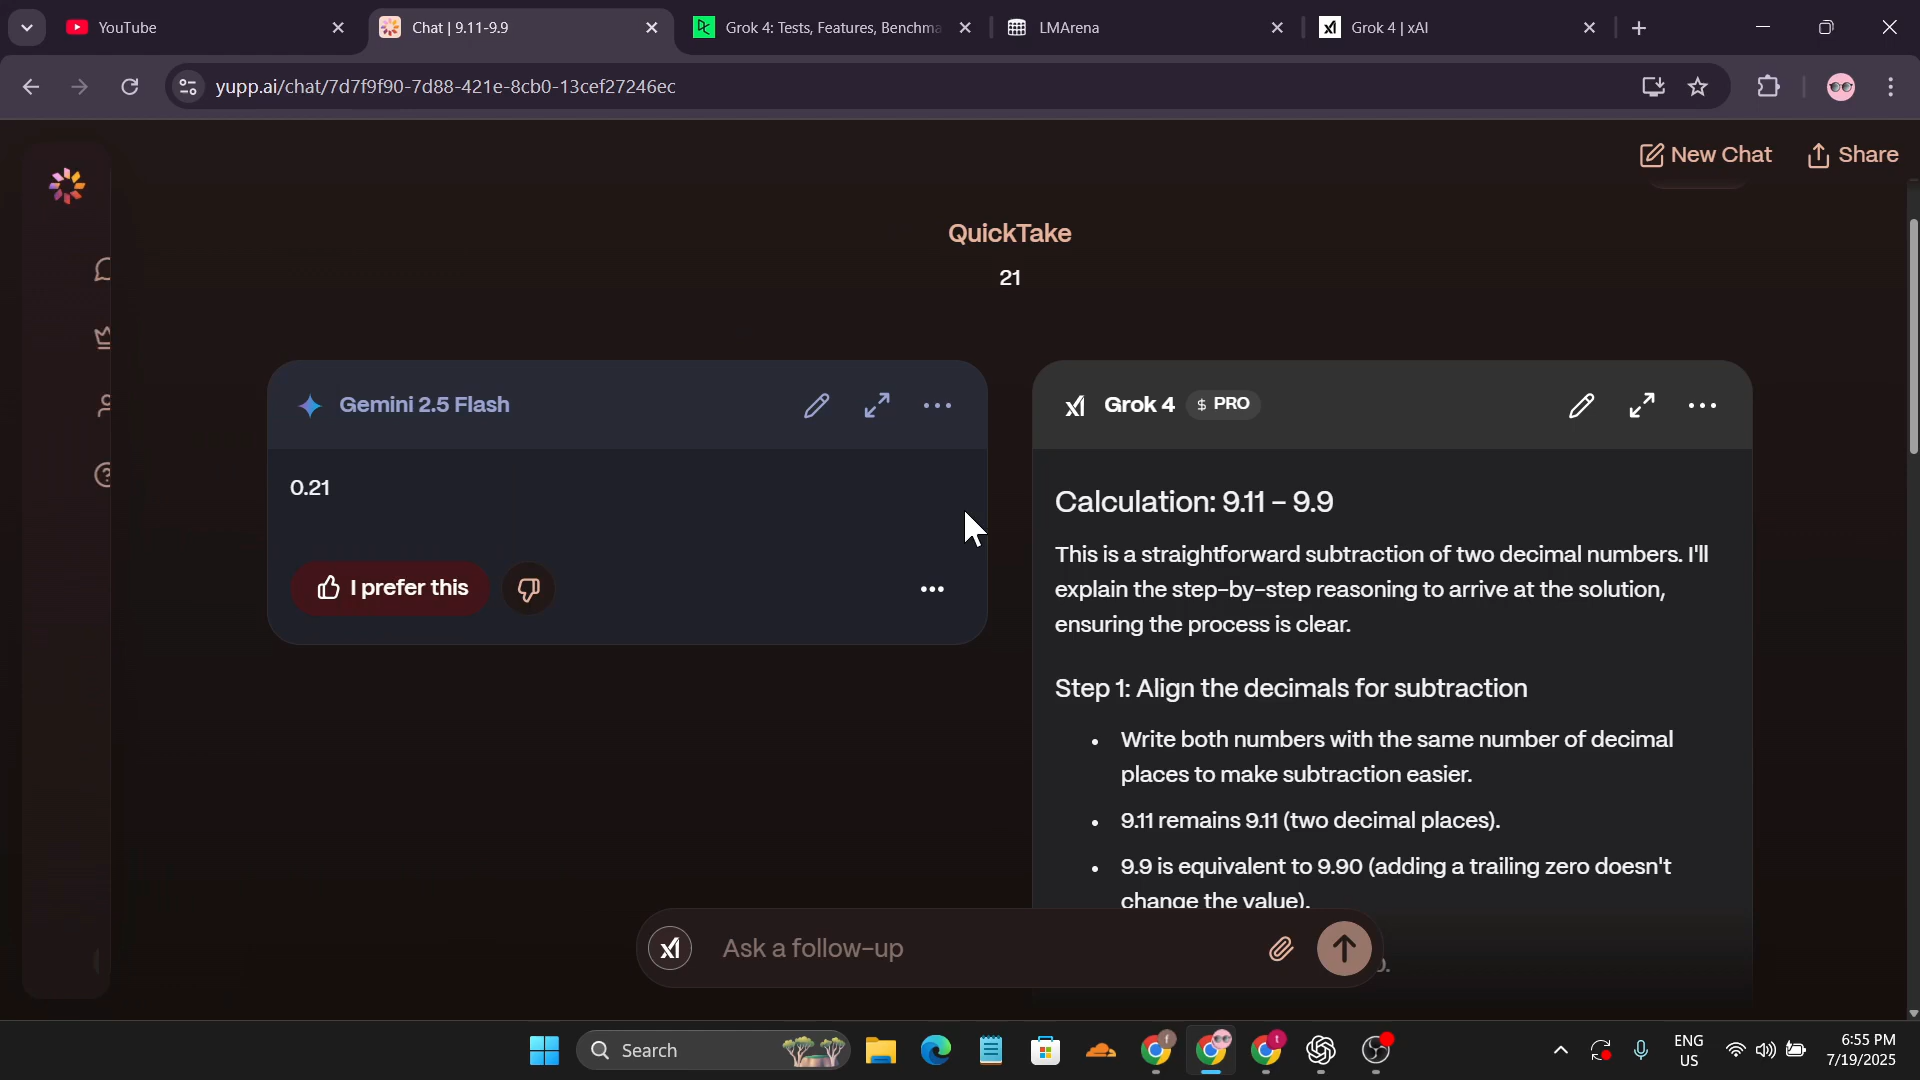 YouTube
Chat | 9.11-9.9
Grok 4: Tests, Features, Benchma
LMArena
Grok 4 | xAI
yupp.ai/chat/7d7f9f90-7d88-421e-8cb0-13cef27246ec
New Chat
Share
QuickTake
21
Gemini 2.5 Flash
0.21
I prefer this
Grok 4
$ PRO
Calculation: 9.11 – 9.9
This is a straightforward subtraction of two decimal numbers. I'll
explain the step-by-step reasoning to arrive at the solution,
ensuring the process is clear.
Step 1: Align the decimals for subtraction
• Write both numbers with the same number of decimal
places to make subtraction easier.
• 9.11 remains 9.11 (two decimal places).
• 9.9 is equivalent to 9.90 (adding a trailing zero doesn't
change the value).
Ask a follow-up
Search
ENG
US
6:55 PM
7/19/2025